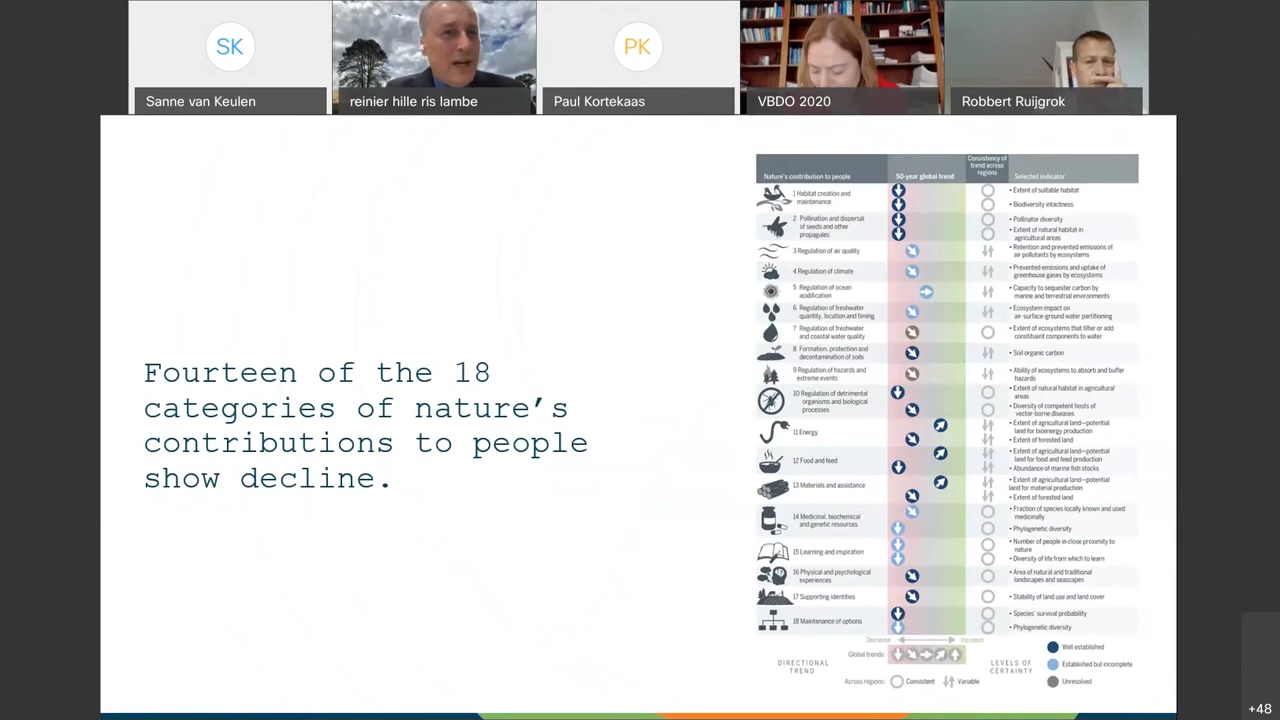 SK
PK
Sanne van Keulen
reinier hille ris lambe
Paul Kortekaas
VBDO 2020
Robbert Ruijgrok
Fourteen of the 18
categories of nature’s
contributions to people
show decline.
Nature's contribution to people
50-year global trend
Consistency of
trend across
regions
Selected indicator
1 Habitat creation and
maintenance
• Extent of suitable habitat
• Biodiversity intactness
2 Pollination and dispersal
of seeds and other
propagules
• Pollinator diversity
• Extent of natural habitat in
agricultural areas
3 Regulation of air quality
• Retention and prevented emissions of
air pollutants by ecosystems
4 Regulation of climate
• Prevented emissions and uptake of
greenhouse gases by ecosystems
5 Regulation of ocean
acidification
• Capacity to sequester carbon by
marine and terrestrial environments
6 Regulation of freshwater
quantity, location and timing
• Ecosystem impact on
air-surface-ground water partitioning
7 Regulation of freshwater
and coastal water quality
• Extent of ecosystems that filter or add
constituent components to water
8 Formation, protection and
decontamination of soils
• Soil organic carbon
9 Regulation of hazards and
extreme events
• Ability of ecosystems to absorb and buffer
hazards
10 Regulation of detrimental
organisms and biological
processes
• Extent of natural habitat in agricultural
areas
• Diversity of competent hosts of
vector-borne diseases
11 Energy
• Extent of agricultural land—potential
land for bioenergy production
• Extent of forested land
12 Food and feed
• Extent of agricultural land—potential
land for food and feed production
• Abundance of marine fish stocks
13 Materials and assistance
• Extent of agricultural land—potential
land for material production
• Extent of forested land
14 Medicinal, biochemical
and genetic resources
• Fraction of species locally known and used
medicinally
• Phylogenetic diversity
15 Learning and inspiration
• Number of people in close proximity to
nature
• Diversity of life from which to learn
16 Physical and psychological
experiences
• Area of natural and traditional
landscapes and seascapes
17 Supporting identities
• Stability of land use and land cover
18 Maintenance of options
• Species' survival probability
• Phylogenetic diversity
Decrease
Increase
DIRECTIONAL
TREND
Global trends:
Across regions:
Consistent
Variable
LEVELS OF
CERTAINTY
Well established
Established but incomplete
Unresolved
+48